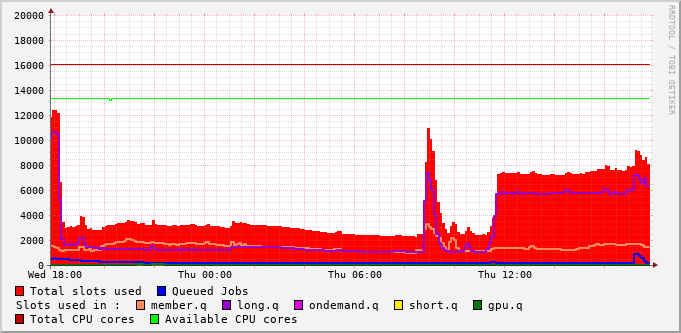 20000
18000
16000
14000
12000
10000
8000
6000
4000
2000
0
Wed 18:00 Thu 00:00 Thu 06:00 Thu 12:00
Total slots used Queued Jobs
Slots used in : member.q long.q ondemand.q short.q gpu.q
Total CPU cores Available CPU cores
RRDTOOL / TOBI OETIKER